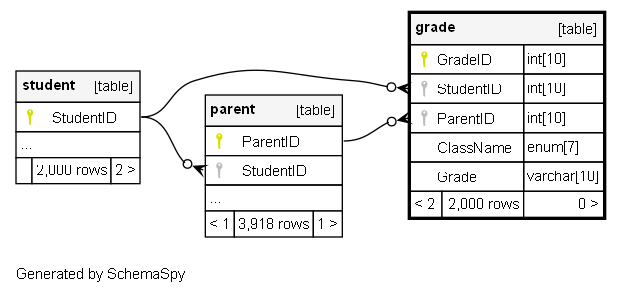 student [table]
StudentID
...
2,000 rows 2 >
parent [table]
ParentID
StudentID
...
< 1 3,918 rows 1 >
grade [table]
GradeID int[10]
StudentID int[10]
ParentID int[10]
ClassName enum[7]
Grade varchar[10]
< 2 2,000 rows 0 >
Generated by SchemaSpy